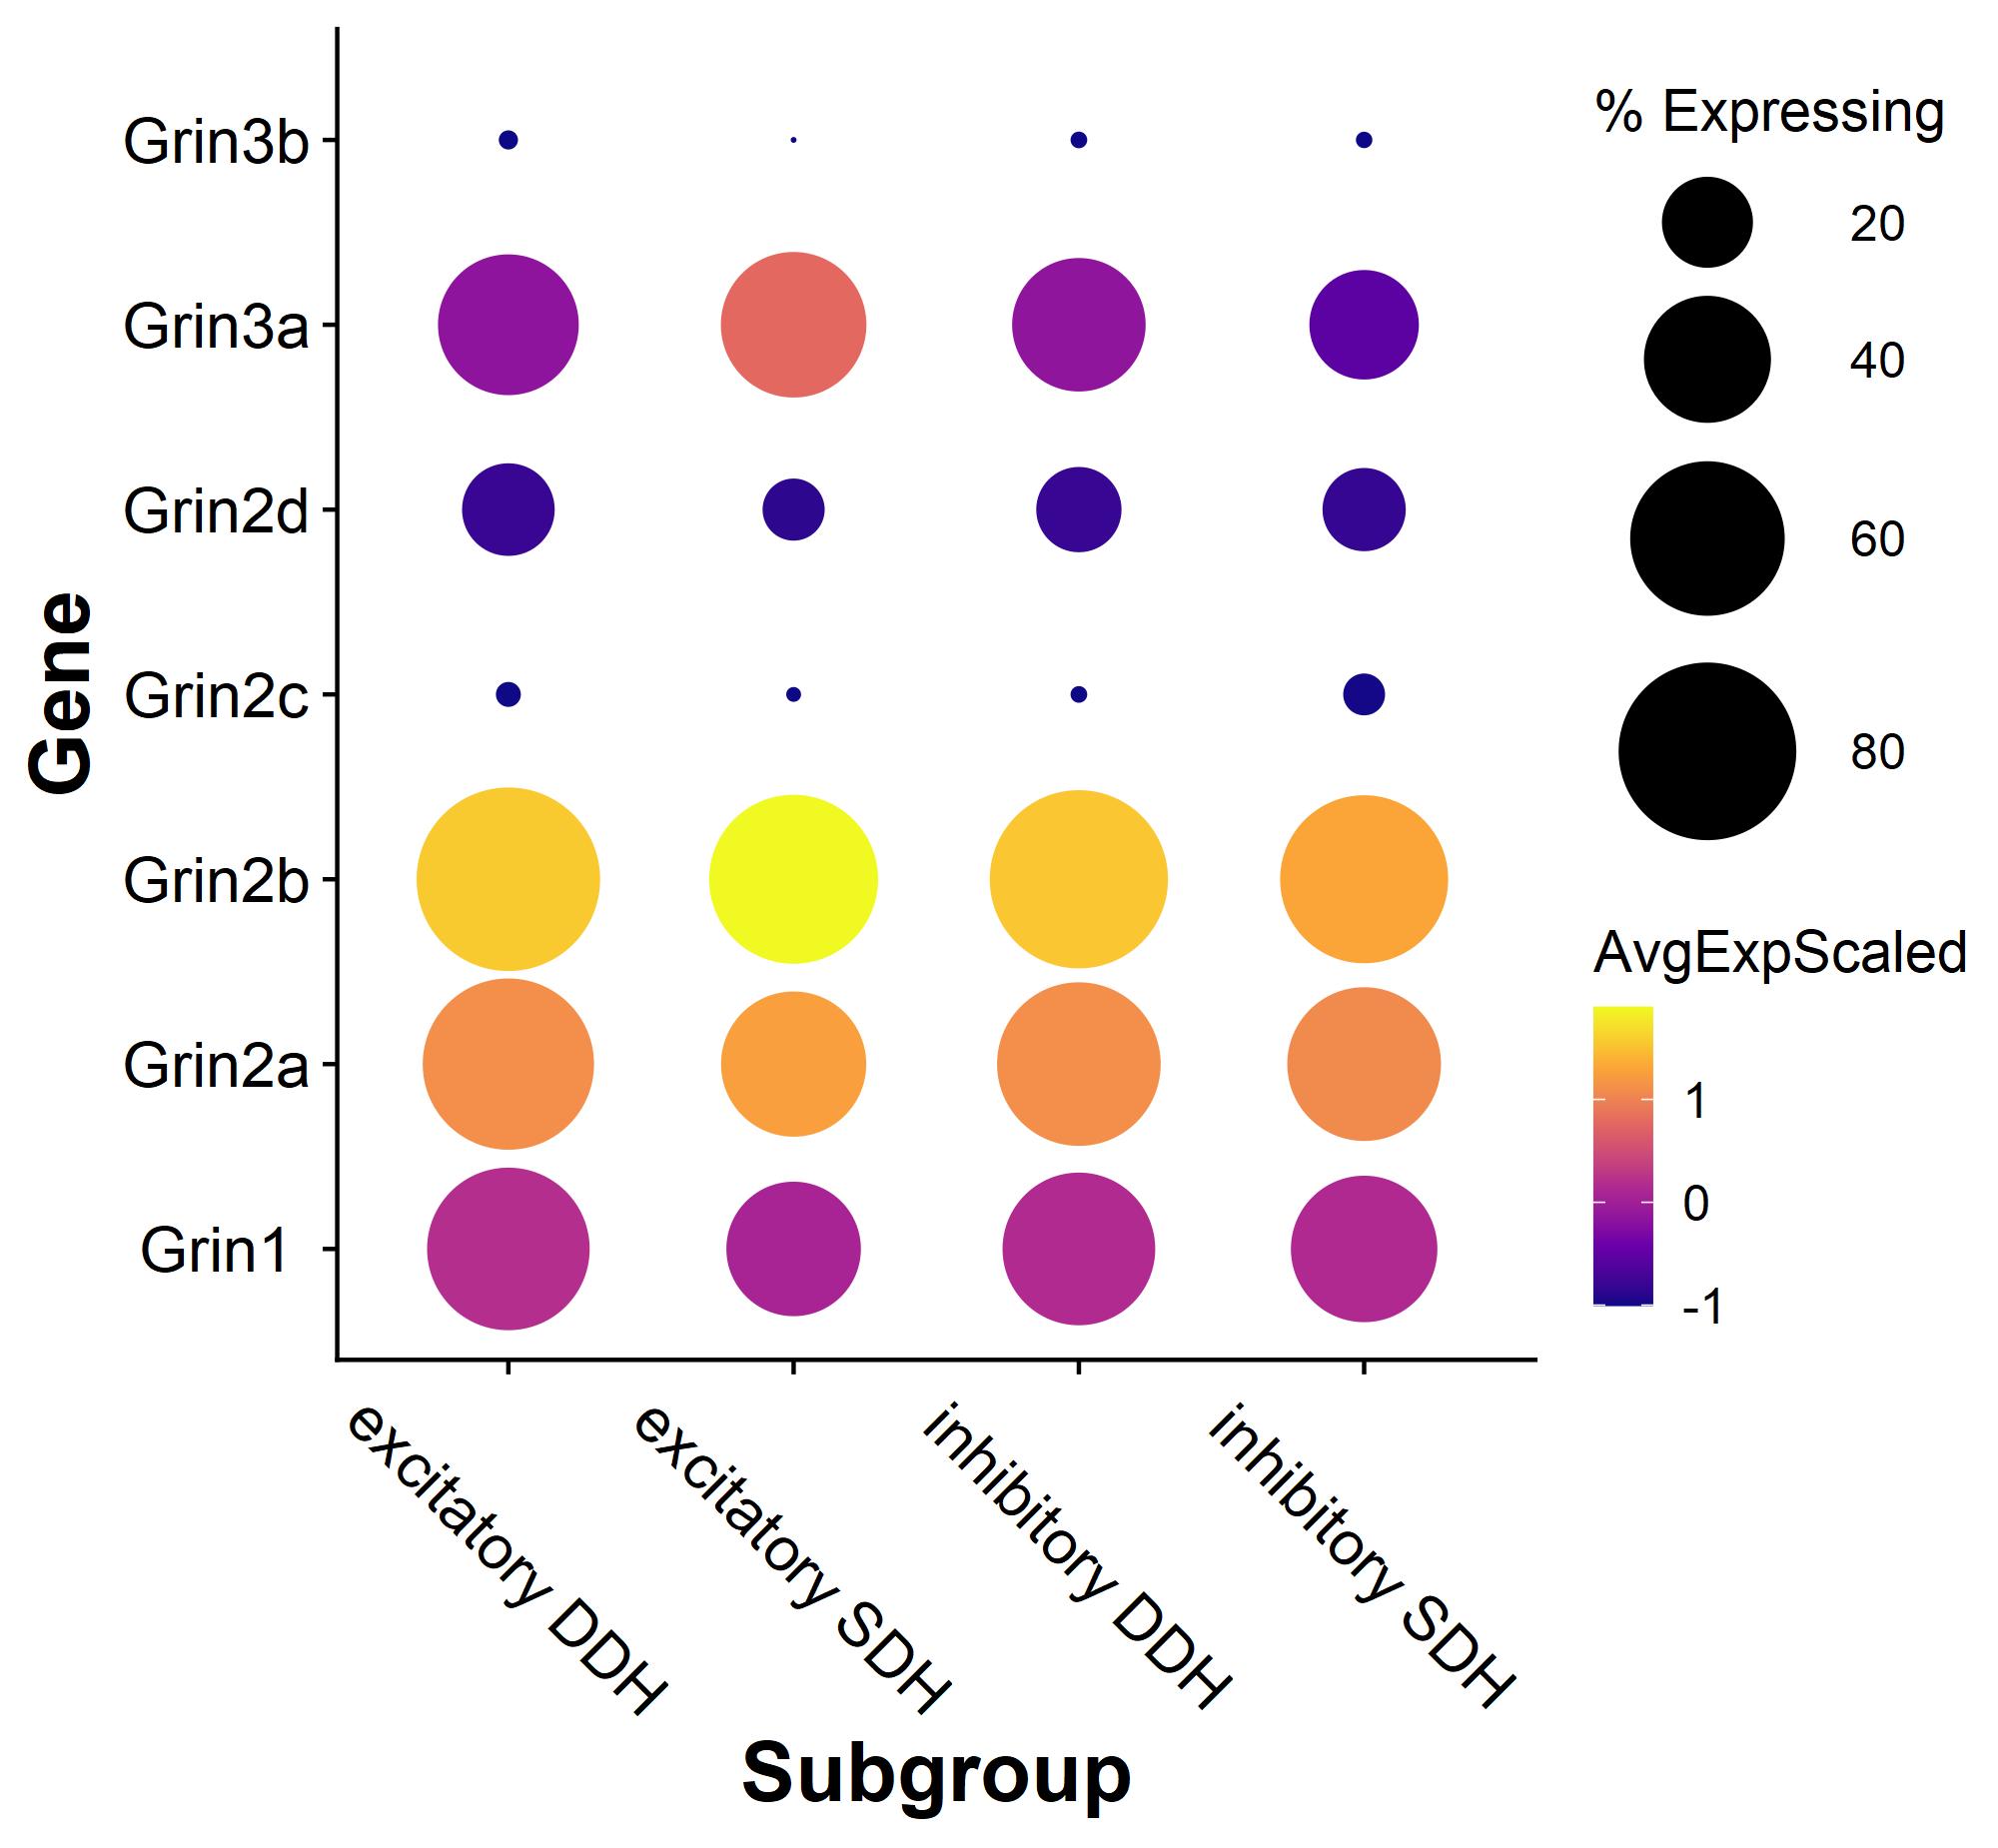 Gene
Grin3b
Grin3a
Grin2d
Grin2c
Grin2b
Grin2a
Grin1
excitatory DDH
excitatory SDH
inhibitory DDH
inhibitory SDH
Subgroup
% Expressing
20
40
60
80
AvgExpScaled
1
0
-1